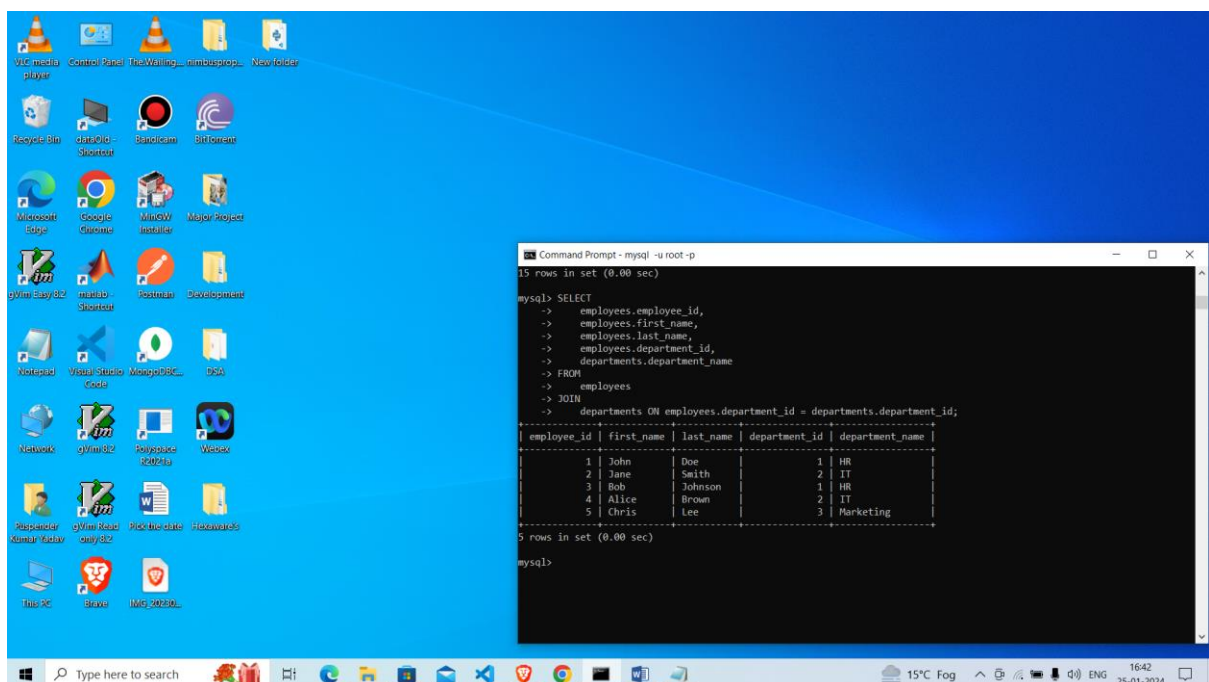 VLC media player
Control Panel
The.Wailing...
nimbusprop...
New folder
Recycle Bin
dataOld - Shortcut
Bandicam
BitTorrent
Microsoft Edge
Google Chrome
MinGW Installer
Major Project
gVim Easy 8.2
matlab - Shortcut
Postman
Development
Notepad
Visual Studio Code
MongoDBC...
DSA
Network
gVim 8.2
Polyspace R2021a
Webex
Puspender Kumar Yadav
gVim Read only 8.2
Pick the date
Hexaware's
This PC
Brave
IMG_20230...
Command Prompt - mysql -u root -p
15 rows in set (0.00 sec)
mysql> SELECT
-> employees.employee_id,
-> employees.first_name,
-> employees.last_name,
-> employees.department_id,
-> departments.department_name
-> FROM
-> employees
-> JOIN
-> departments ON employees.department_id = departments.department_id;
| employee_id | first_name | last_name | department_id | department_name |
| 1 | John | Doe | 1 | HR |
| 2 | Jane | Smith | 2 | IT |
| 3 | Bob | Johnson | 1 | HR |
| 4 | Alice | Brown | 2 | IT |
| 5 | Chris | Lee | 3 | Marketing |
5 rows in set (0.00 sec)
mysql>
Type here to search
15°C Fog
ENG
16:42
25-01-2024